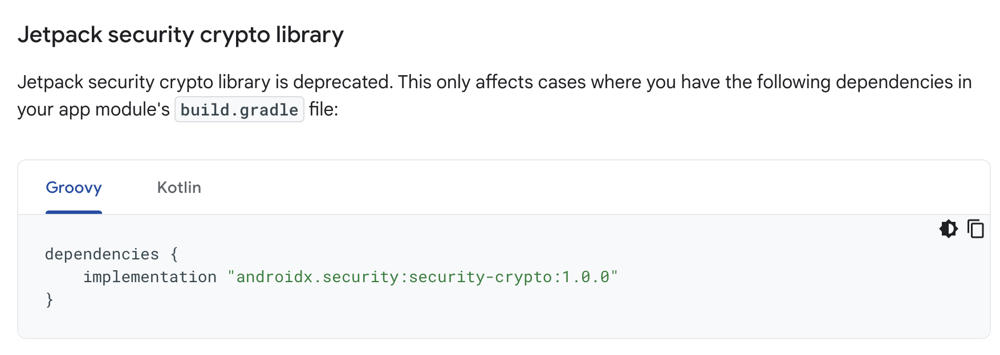 Jetpack security crypto library
Jetpack security crypto library is deprecated. This only affects cases where you have the following dependencies in
your app module's build.gradle file:
Groovy Kotlin
dependencies {
    implementation "androidx.security:security-crypto:1.0.0"
}